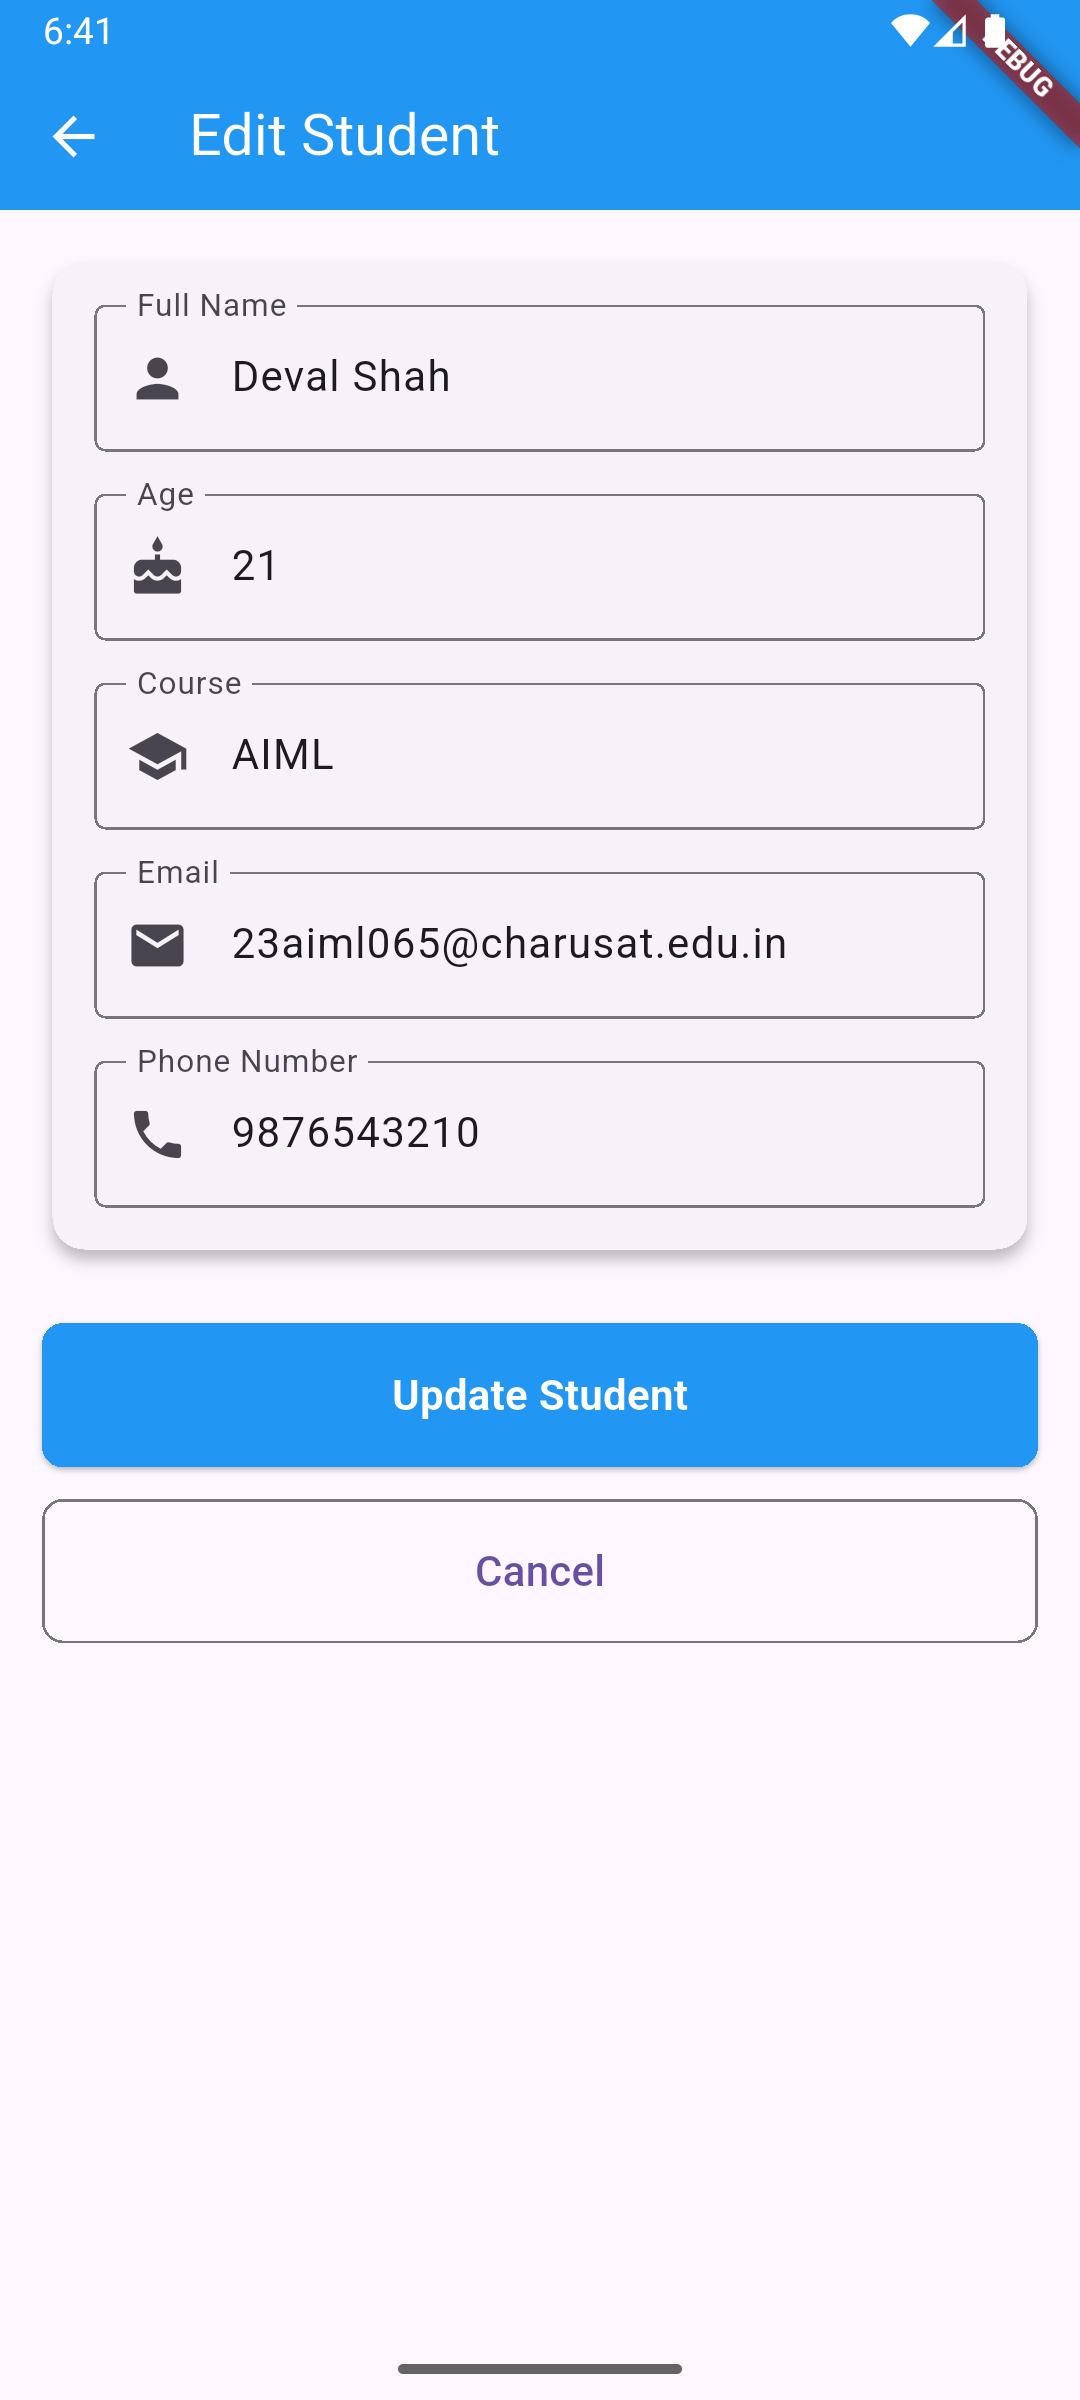 6:41
Edit Student
Full Name
Deval Shah
Age
21
Course
AIML
Email
23aiml065@charusat.edu.in
Phone Number
9876543210
Update Student
Cancel